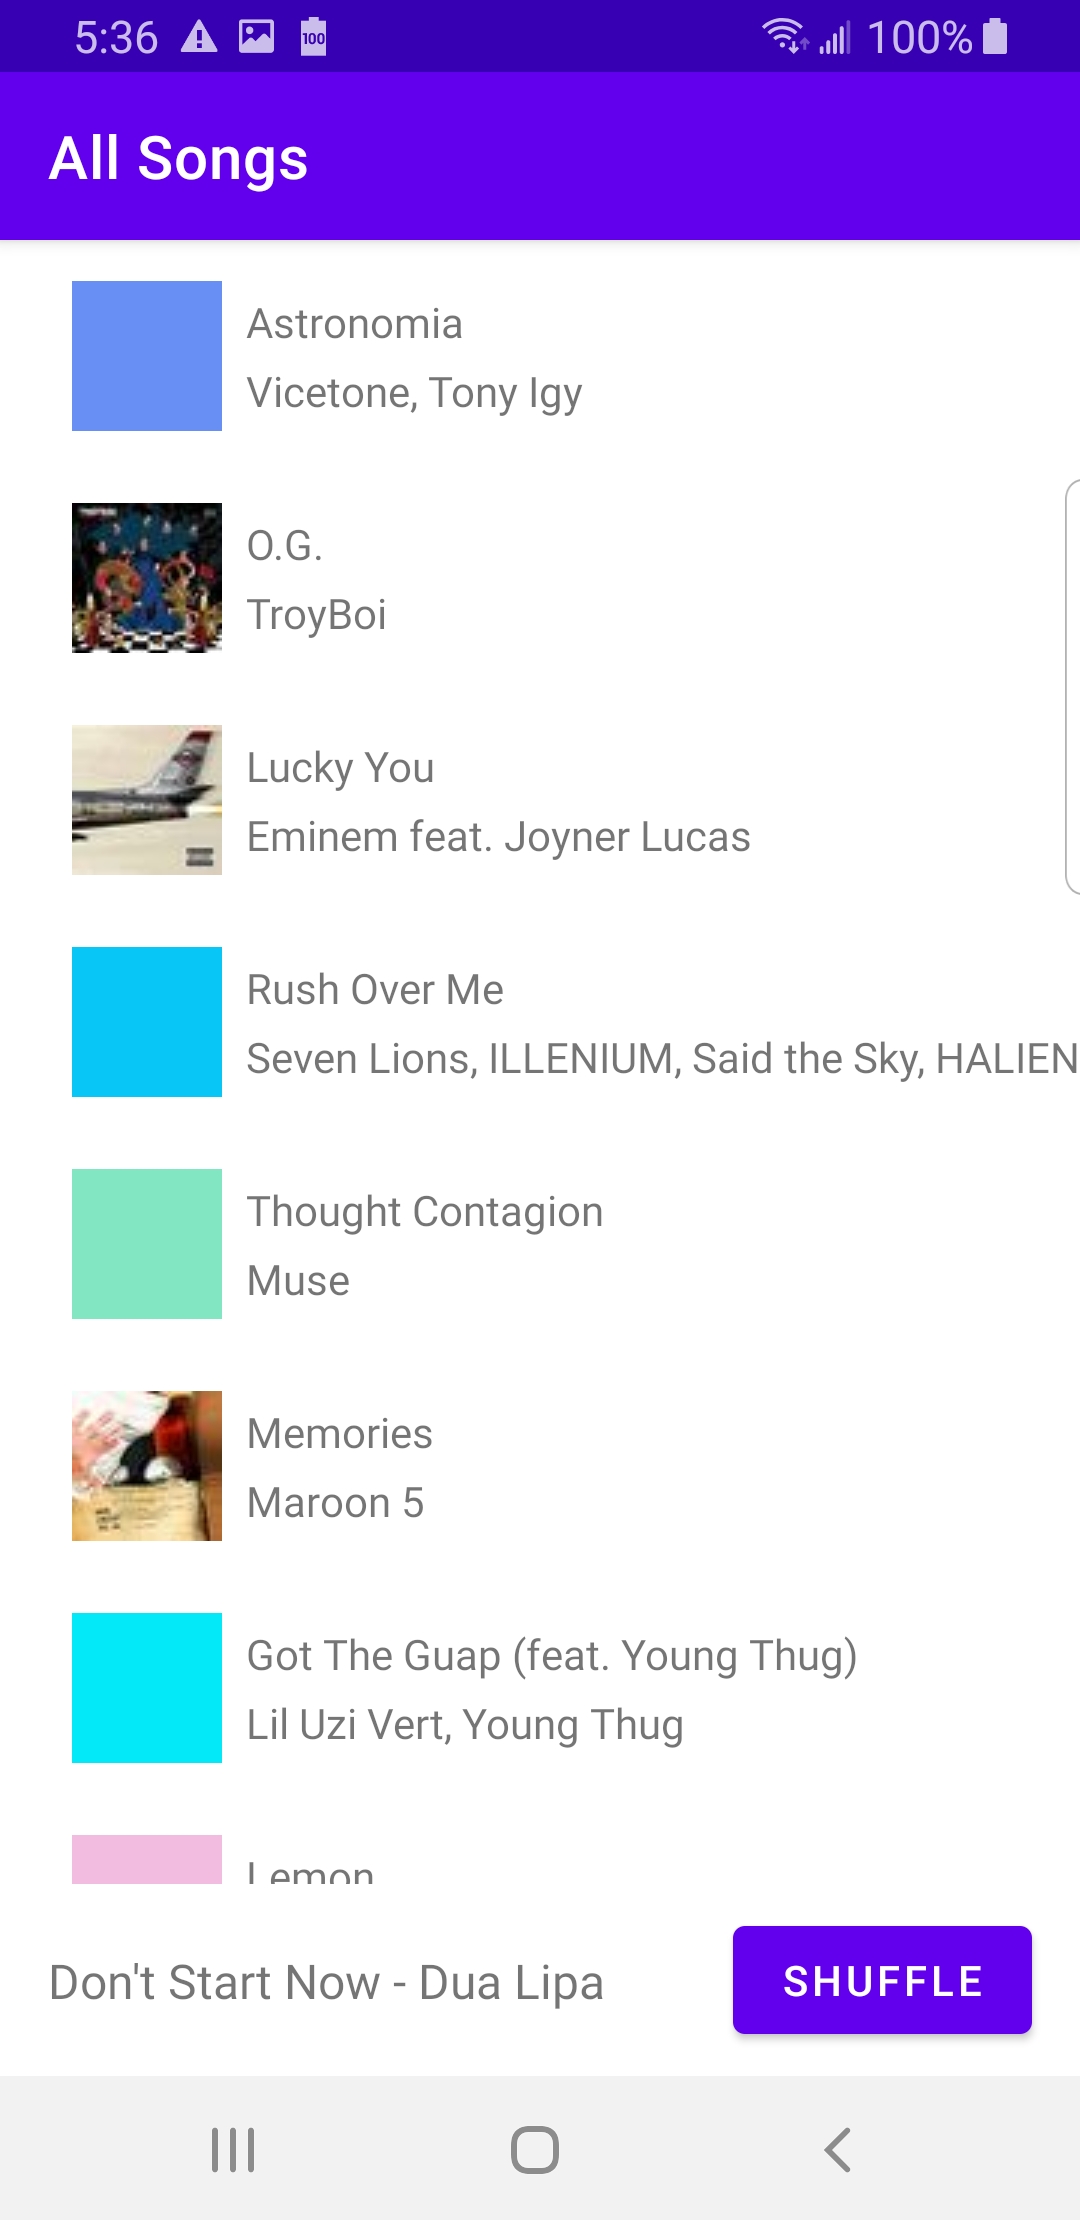 5:36 100 100%
All Songs
Astronomia
Vicetone, Tony Igy
O.G.
TroyBoi
Lucky You
Eminem feat. Joyner Lucas
Rush Over Me
Seven Lions, ILLENIUM, Said the Sky, HALIEN
Thought Contagion
Muse
Memories
Maroon 5
Got The Guap (feat. Young Thug)
Lil Uzi Vert, Young Thug
Lemon
Don't Start Now - Dua Lipa
SHUFFLE